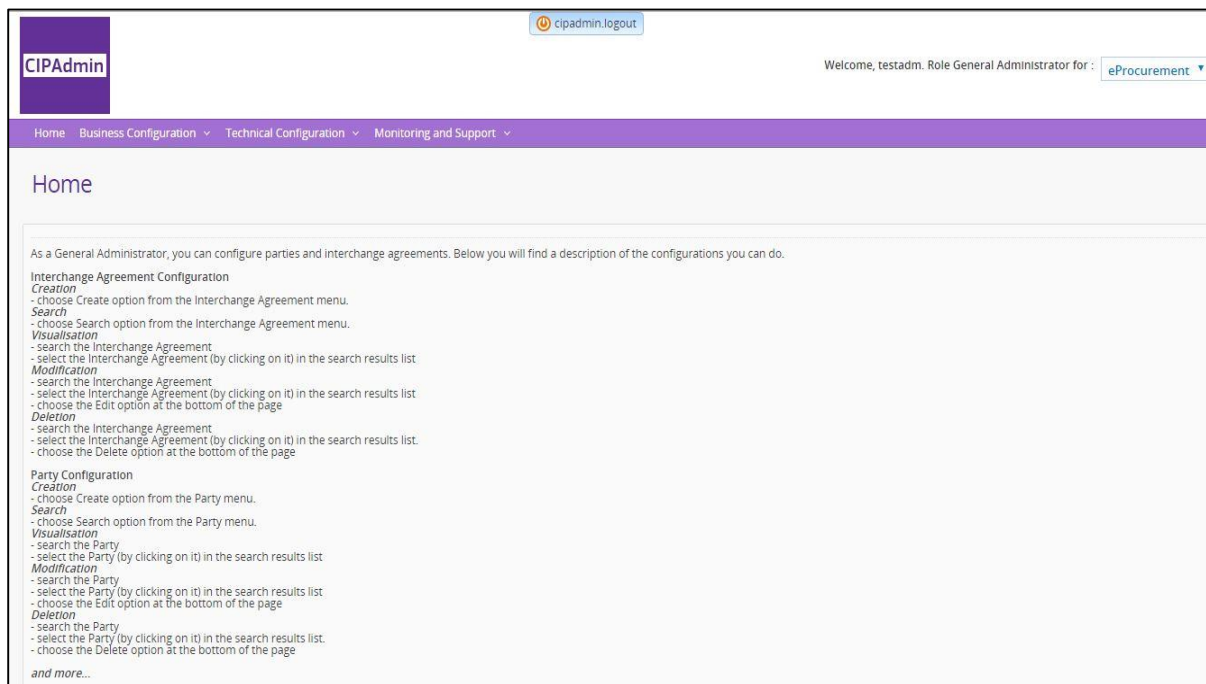 cipadmin.logout
CIPAdmin
Welcome, testadm. Role General Administrator for : eProcurement
Home Business Configuration Technical Configuration Monitoring and Support
Home
As a General Administrator, you can configure parties and interchange agreements. Below you will find a description of the configurations you can do.
Interchange Agreement Configuration
Creation
- choose Create option from the Interchange Agreement menu.
Search
- choose Search option from the Interchange Agreement menu.
Visualisation
- search the Interchange Agreement
- select the Interchange Agreement (by clicking on it) in the search results list
Modification
- search the Interchange Agreement
- select the Interchange Agreement (by clicking on it) in the search results list
- choose the Edit option at the bottom of the page
Deletion
- search the Interchange Agreement
- select the Interchange Agreement (by clicking on it) in the search results list.
- choose the Delete option at the bottom of the page
Party Configuration
Creation
- choose Create option from the Party menu.
Search
- choose Search option from the Party menu.
Visualisation
- search the Party
- select the Party (by clicking on it) in the search results list
Modification
- search the Party
- select the Party (by clicking on it) in the search results list
- choose the Edit option at the bottom of the page
Deletion
- search the Party
- select the Party (by clicking on it) in the search results list.
- choose the Delete option at the bottom of the page
and more...